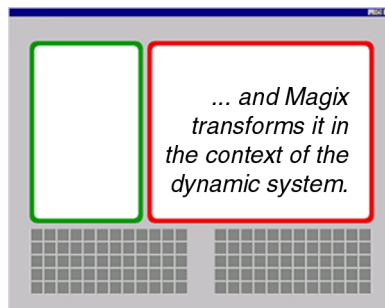 ... and Magix
transforms it in
the context of the
dynamic system.